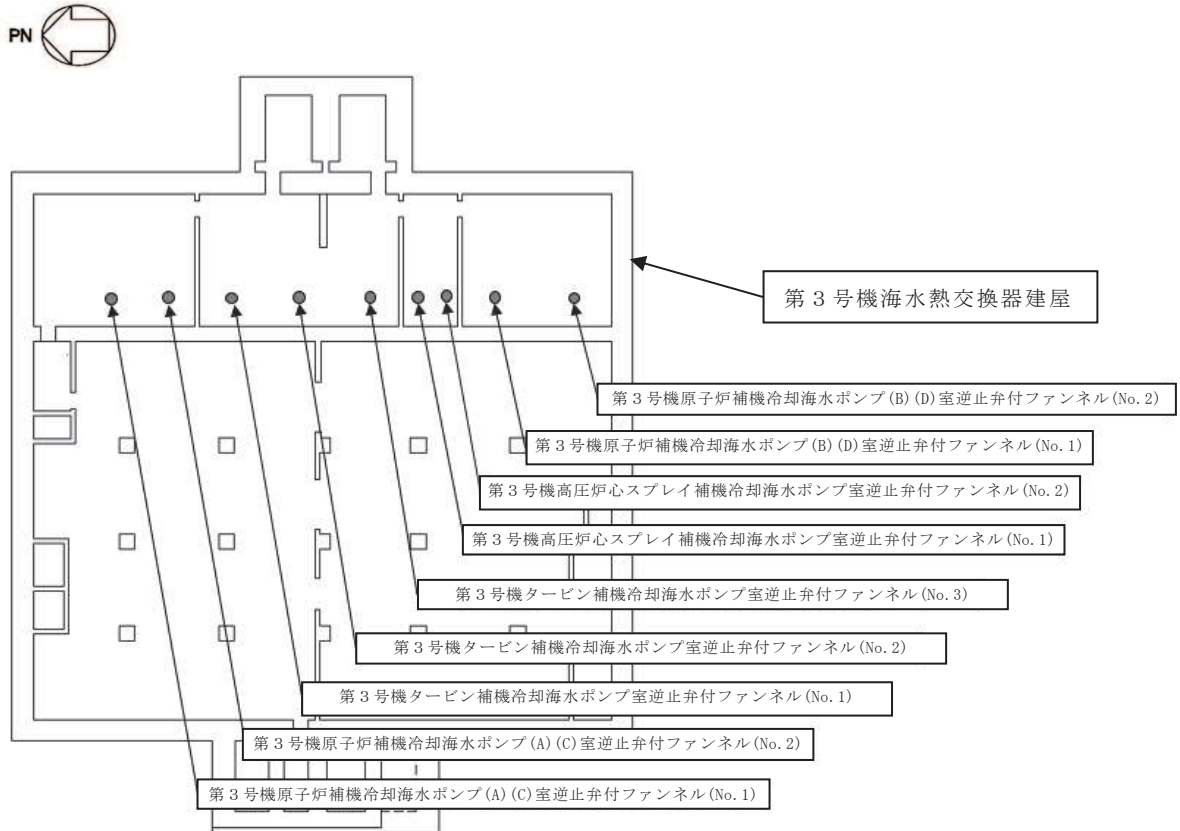 PN
第３号機海水熱交換器建屋
第３号機原子炉補機冷却海水ポンプ(B)(D)室逆止弁付ファンネル(No.2)
第３号機原子炉補機冷却海水ポンプ(B)(D)室逆止弁付ファンネル(No.1)
第３号機高圧炉心スプレイ補機冷却海水ポンプ室逆止弁付ファンネル(No.2)
第３号機高圧炉心スプレイ補機冷却海水ポンプ室逆止弁付ファンネル(No.1)
第３号機タービン補機冷却海水ポンプ室逆止弁付ファンネル(No.3)
第３号機タービン補機冷却海水ポンプ室逆止弁付ファンネル(No.2)
第３号機タービン補機冷却海水ポンプ室逆止弁付ファンネル(No.1)
第３号機原子炉補機冷却海水ポンプ(A)(C)室逆止弁付ファンネル(No.2)
第３号機原子炉補機冷却海水ポンプ(A)(C)室逆止弁付ファンネル(No.1)